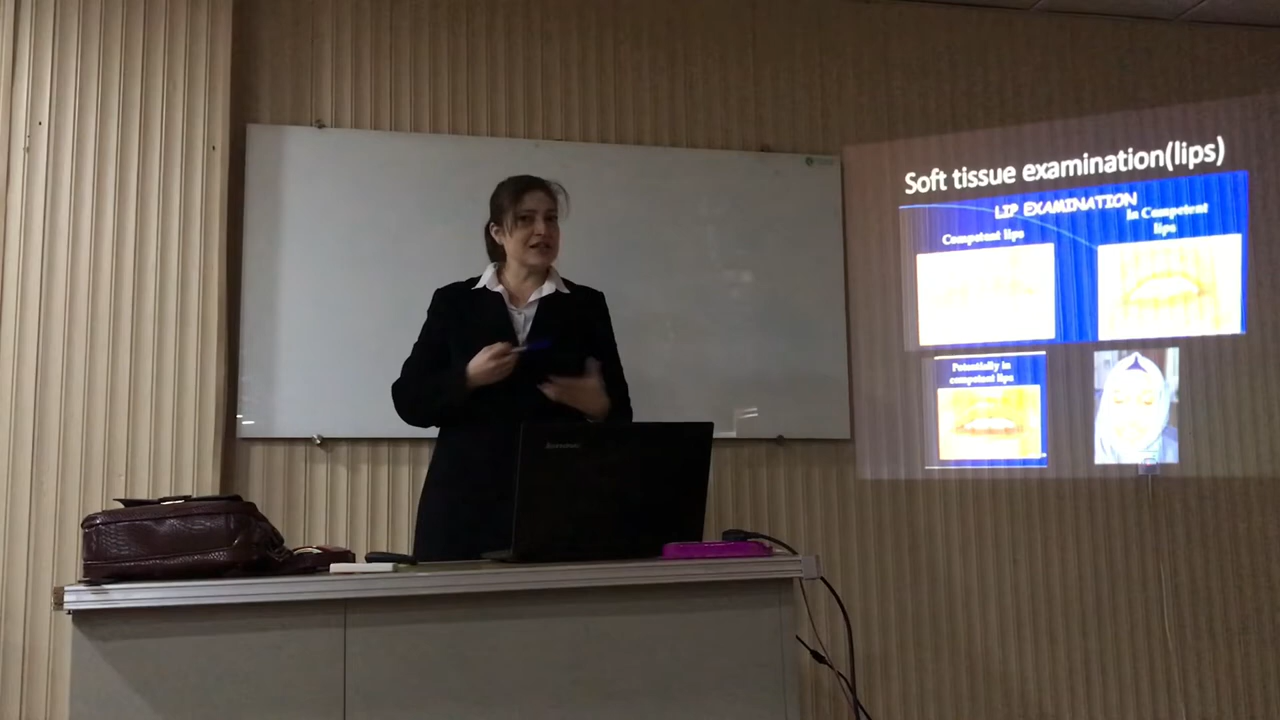 Soft tissue examination(lips)
LIP EXAMINATION
Competent lips
In Competent
lips
Potentially in
competent lips